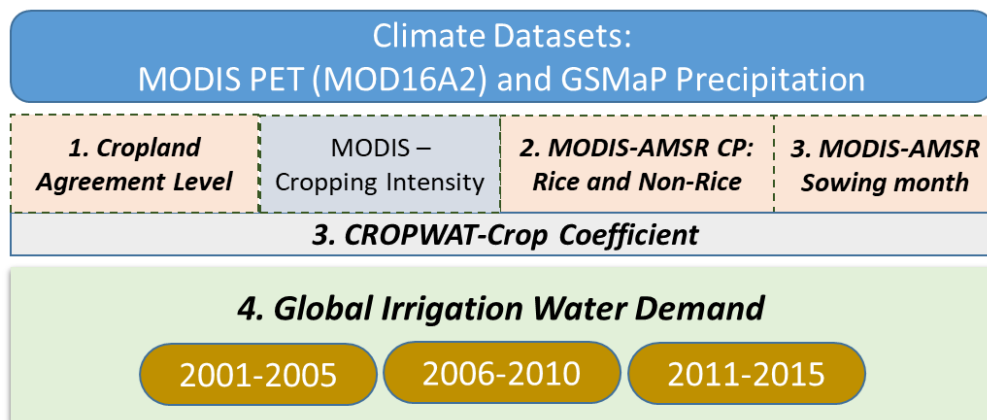 Climate Datasets:
MODIS PET (MOD16A2) and GSMaP Precipitation
1. Cropland
Agreement Level
MODIS –
Cropping Intensity
2. MODIS-AMSR CP:
Rice and Non-Rice
3. MODIS-AMSR
Sowing month
3. CROPWAT-Crop Coefficient
4. Global Irrigation Water Demand
2001-2005
2006-2010
2011-2015